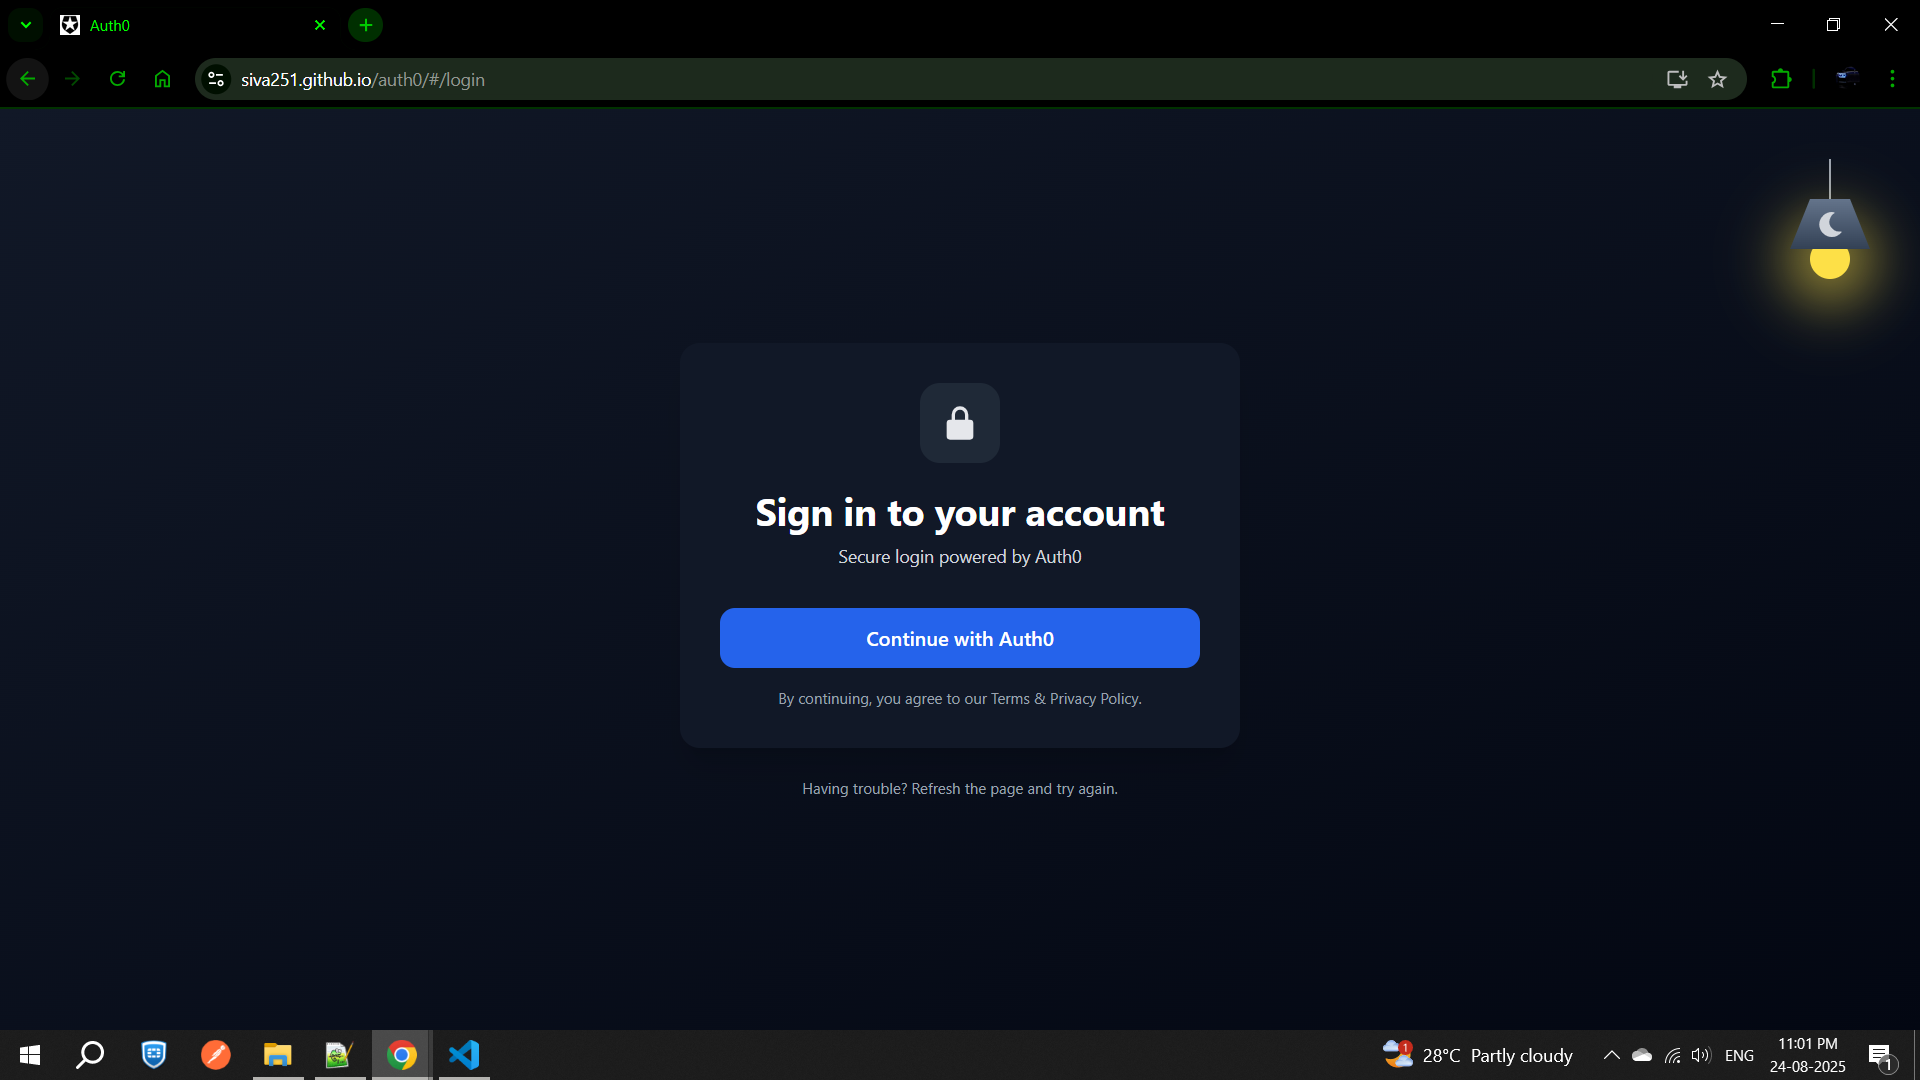 Auth0
siva251.github.io/auth0/#/login
Sign in to your account
Secure login powered by Auth0
Continue with Auth0
By continuing, you agree to our Terms & Privacy Policy.
Having trouble? Refresh the page and try again.
1
28°C Partly cloudy
ENG
11:01 PM
24-08-2025
1